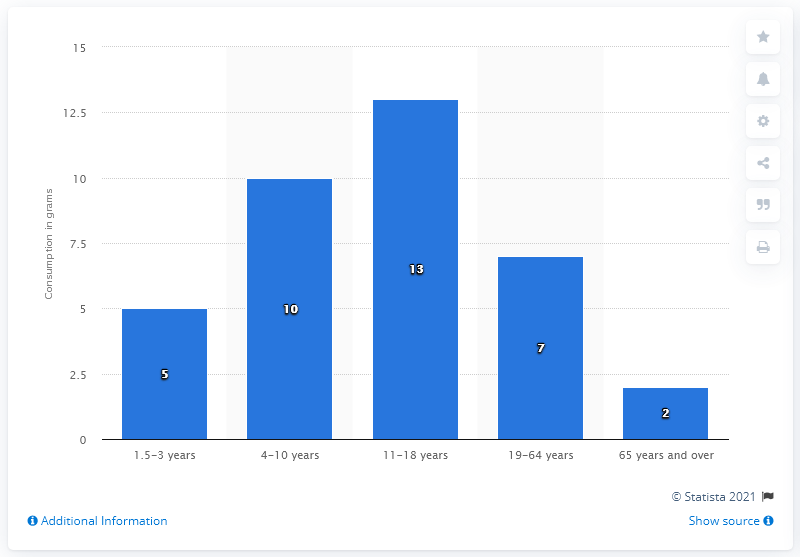 15
12.5
10
7.5
5
2.5
0
Consumption in grams
5
10
13
7
2
1.5–3 years
4–10 years
11–18 years
19–64 years
65 years and over
© Statista 2021
Additional Information
Show source